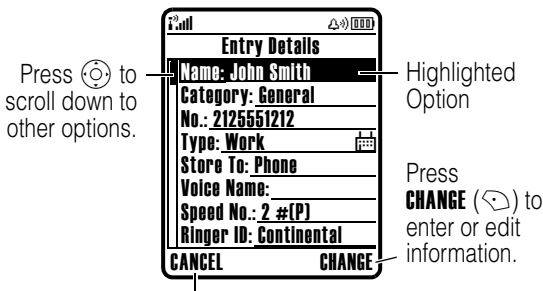 Entry Details
Name: John Smith
Category: General
No.: 2125551212
Type: Work
Store To: Phone
Voice Name:
Speed No.: 2 #(P)
Ringer ID: Continental
CANCEL CHANGE
Press to
scroll down to
other options.
Highlighted
Option
Press
CHANGE ( ) to
enter or edit
information.